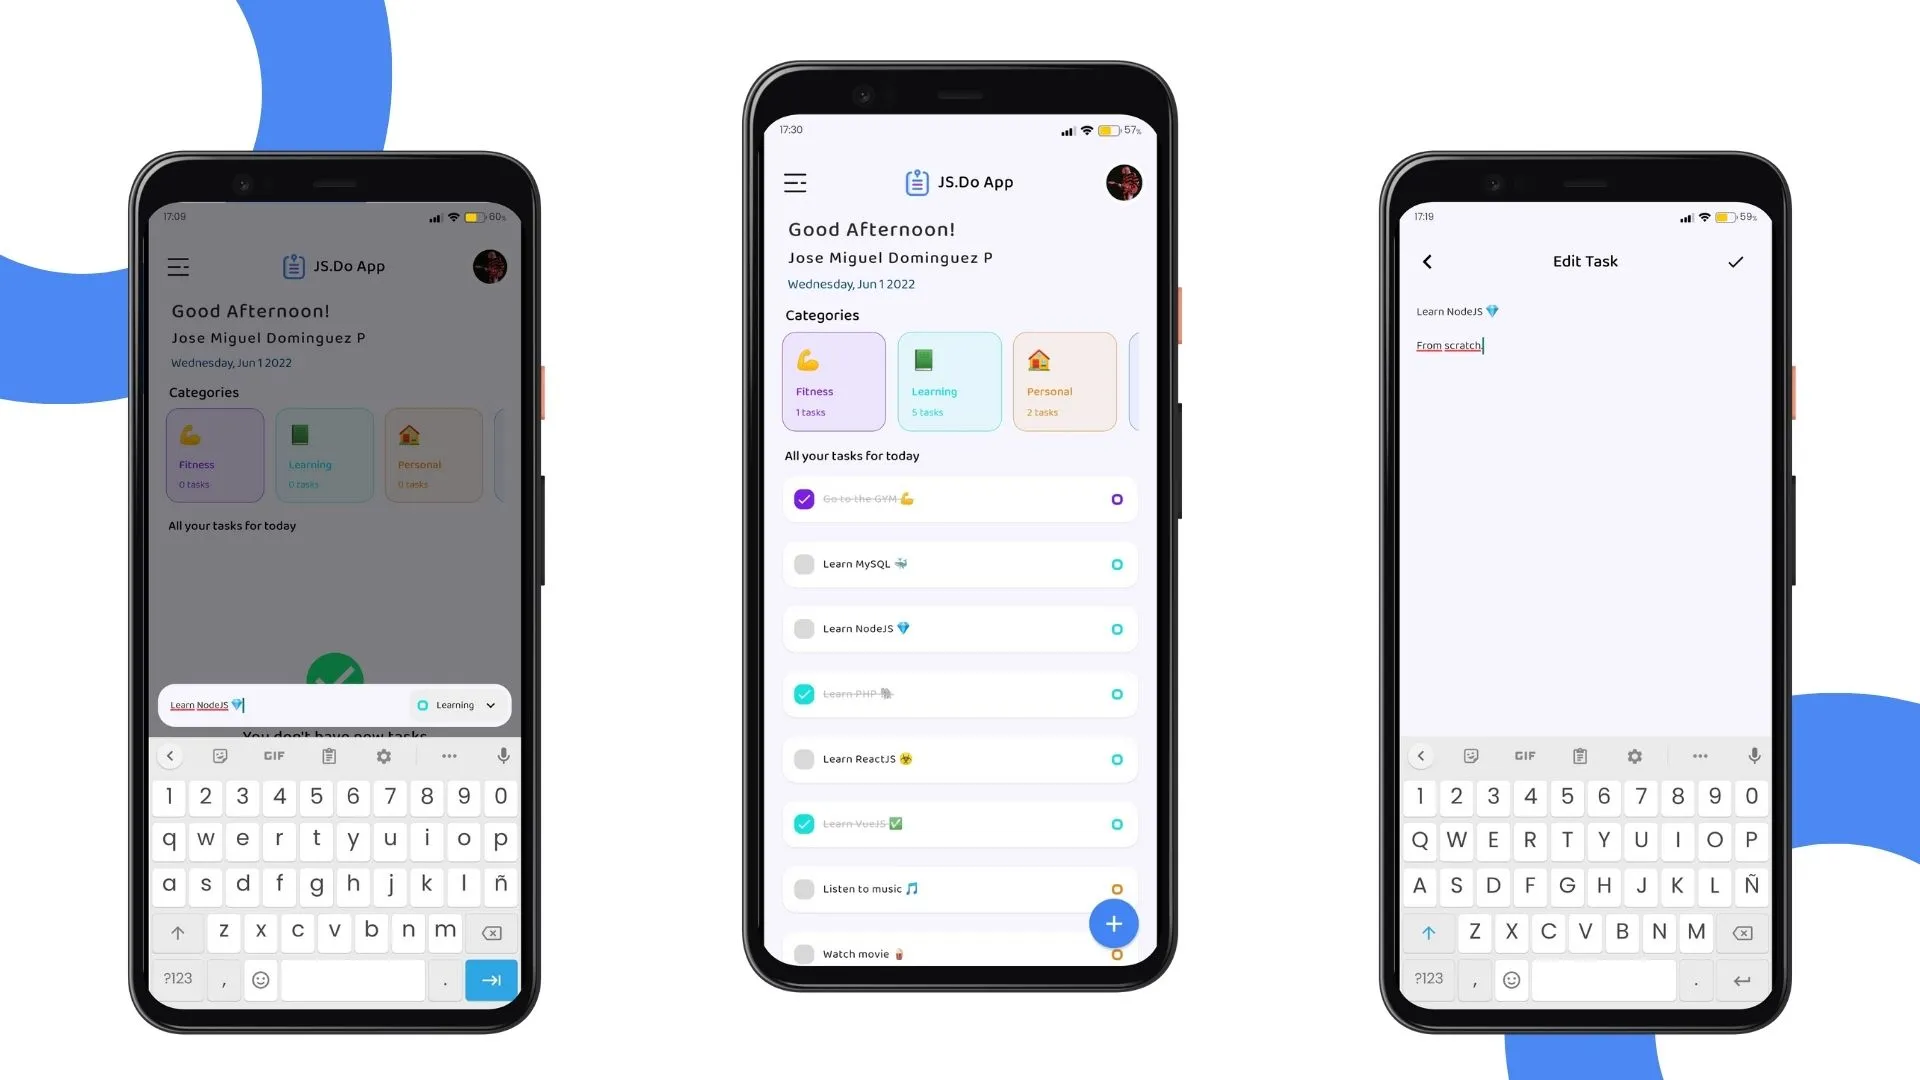 17:09
60%
JS.Do App
Good Afternoon!
Jose Miguel Dominguez P
Wednesday, Jun 1 2022
Categories
Fitness
0 tasks
Learning
0 tasks
Personal
0 tasks
All your tasks for today
Learn NodeJS 💎
Learning
You don't have new tasks
GIF
1 2 3 4 5 6 7 8 9 0
q w e r t y u i o p
a s d f g h j k l ñ
z x c v b n m
?123 , .
17:30
57%
JS.Do App
Good Afternoon!
Jose Miguel Dominguez P
Wednesday, Jun 1 2022
Categories
Fitness
1 tasks
Learning
5 tasks
Personal
2 tasks
All your tasks for today
Go to the GYM 💪
Learn MySQL 🐳
Learn NodeJS 💎
Learn PHP 🐘
Learn ReactJS ☣️
Learn VueJS ✅
Listen to music 🎵
Watch movie 🍿
+
17:19
59%
Edit Task
Learn NodeJS 💎
From scratch.
GIF
1 2 3 4 5 6 7 8 9 0
Q W E R T Y U I O P
A S D F G H J K L Ñ
Z X C V B N M
?123 , .